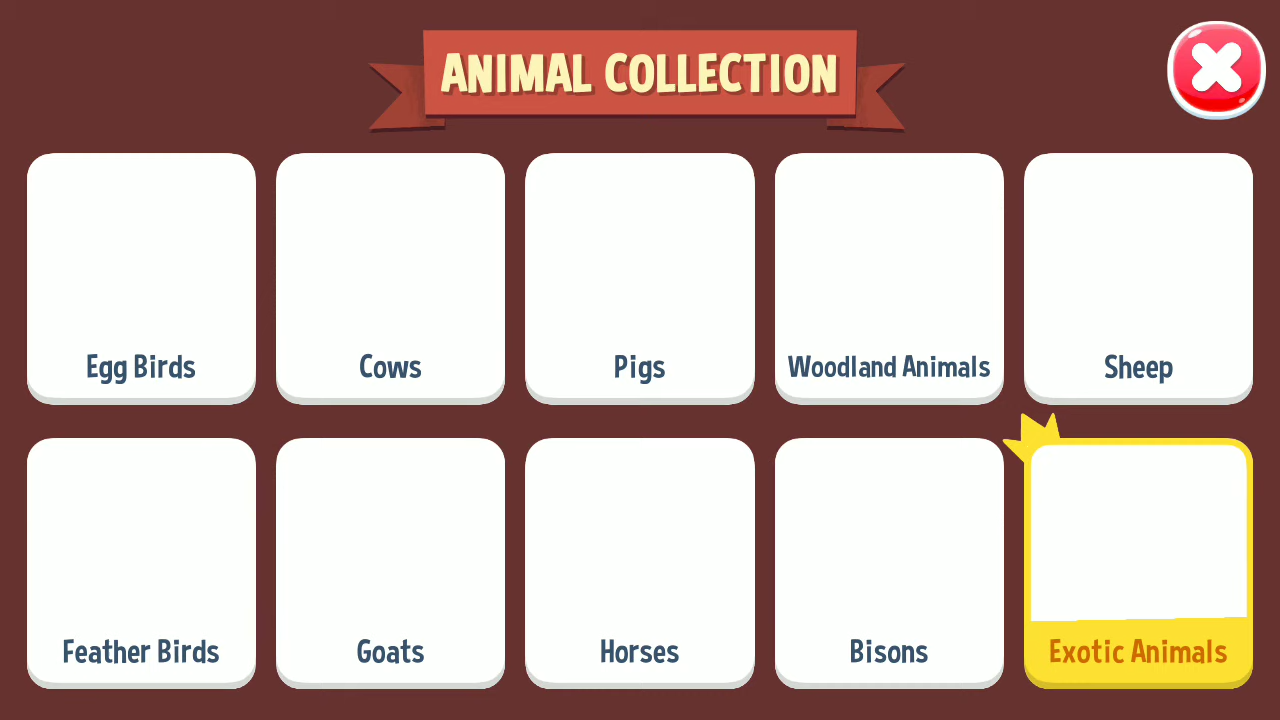 ANIMAL COLLECTION
Egg Birds
Cows
Pigs
Woodland Animals
Sheep
Feather Birds
Goats
Horses
Bisons
Exotic Animals